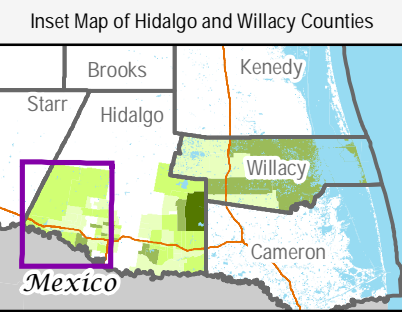 Inset Map of Hidalgo and Willacy Counties
Brooks
Kenedy
Starr
Hidalgo
Willacy
Cameron
Mexico